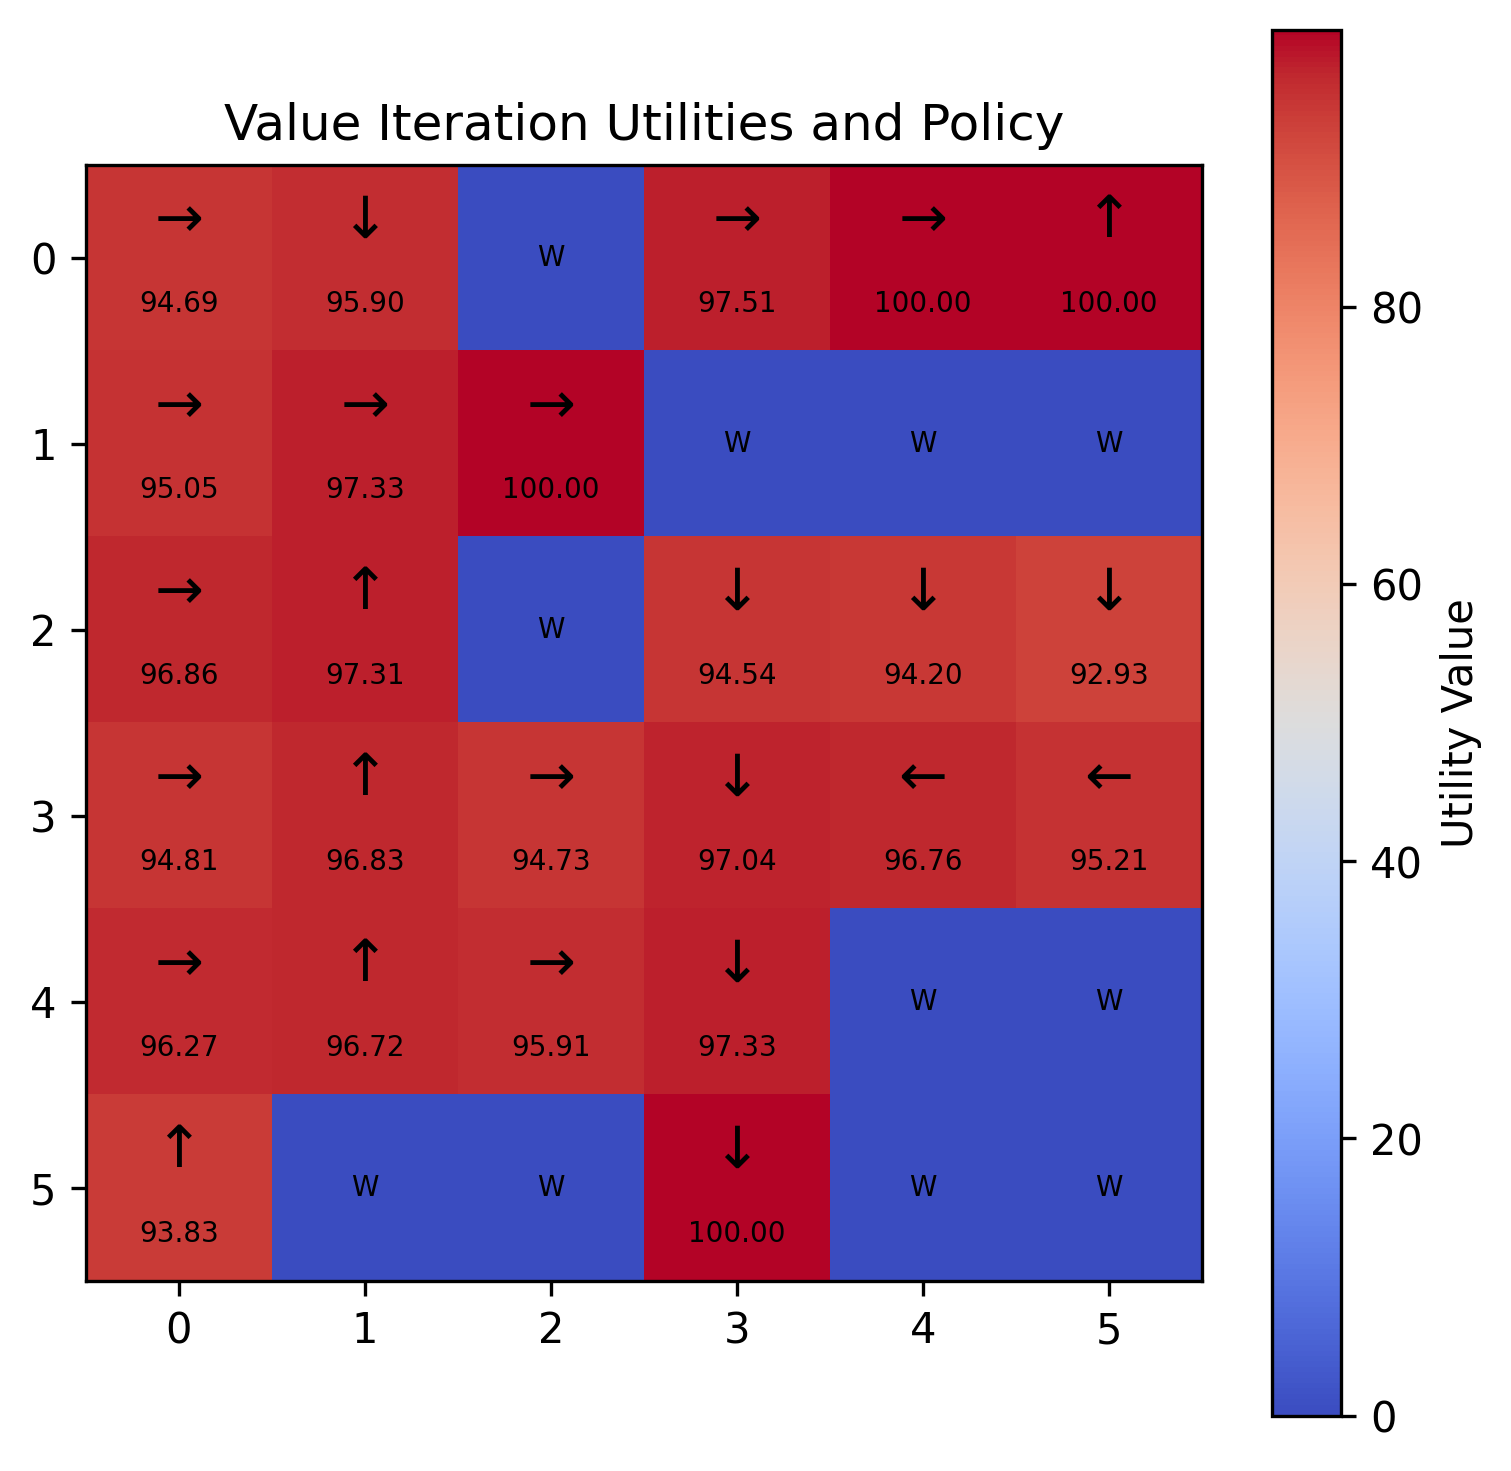 Value Iteration Utilities and Policy
0 → ↓ W → → ↑
94.69 95.90 97.51 100.00 100.00
1 → → → W W W
95.05 97.33 100.00
2 → ↑ W ↓ ↓ ↓
96.86 97.31 94.54 94.20 92.93
3 → ↑ → ↓ ← ←
94.81 96.83 94.73 97.04 96.76 95.21
4 → ↑ → ↓ W W
96.27 96.72 95.91 97.33
5 ↑ W W ↓ W W
93.83 100.00
0 1 2 3 4 5
80
60
40
20
0
Utility Value